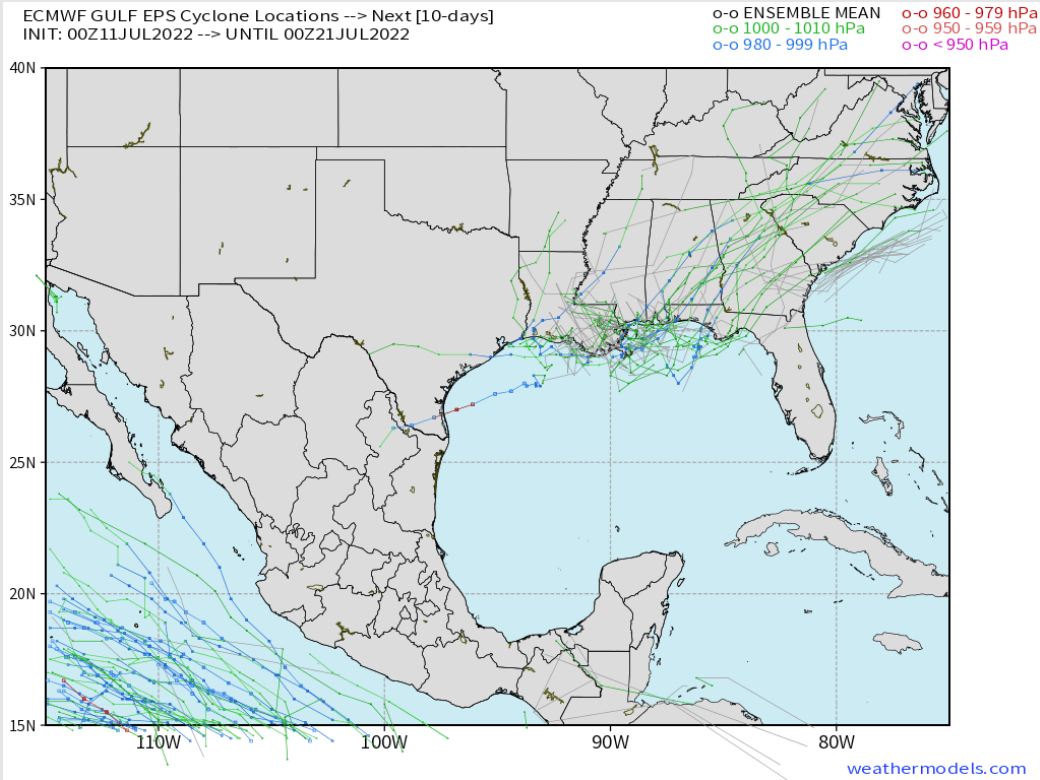 ECMWF GULF EPS Cyclone Locations --> Next [10-days]
INIT: 00Z11JUL2022 --> UNTIL 00Z21JUL2022
o-o ENSEMBLE MEAN
o-o 1000 - 1010 hPa
o-o 980 - 999 hPa
o-o 960 - 979 hPa
o-o 950 - 959 hPa
o-o < 950 hPa
40N
35N
30N
25N
20N
15N
110W
100W
90W
80W
weathermodels.com